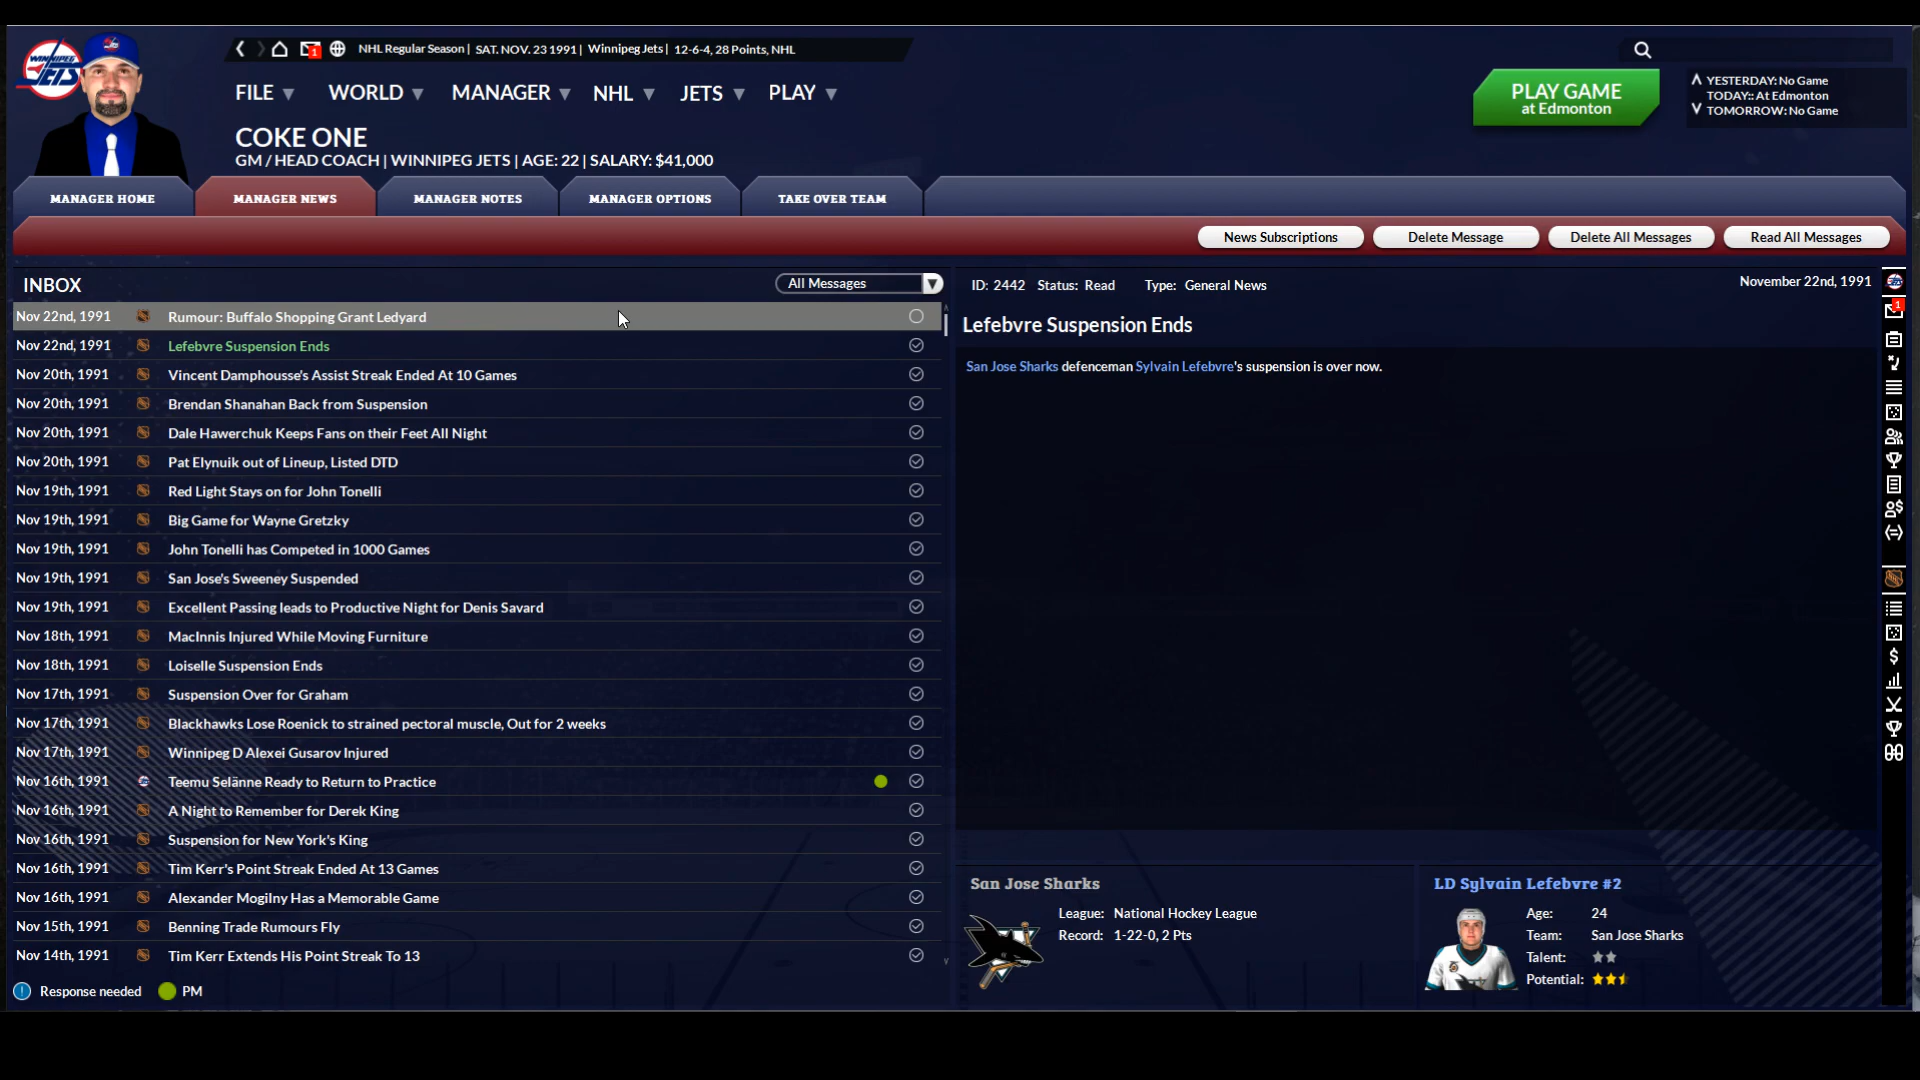 NHL Regular Season | SAT. NOV. 23 1991 | Winnipeg Jets | 12-6-4, 28 Points, NHL
FILE WORLD MANAGER NHL JETS PLAY
PLAY GAME
at Edmonton
YESTERDAY: No Game
TODAY:: At Edmonton
TOMORROW: No Game
COKE ONE
GM / HEAD COACH | WINNIPEG JETS | AGE: 22 | SALARY: $41,000
MANAGER HOME MANAGER NEWS MANAGER NOTES MANAGER OPTIONS TAKE OVER TEAM
News Subscriptions Delete Message Delete All Messages Read All Messages
INBOX All Messages
Nov 22nd, 1991 Rumour: Buffalo Shopping Grant Ledyard
Nov 22nd, 1991 Lefebvre Suspension Ends
Nov 20th, 1991 Vincent Damphousse's Assist Streak Ended At 10 Games
Nov 20th, 1991 Brendan Shanahan Back from Suspension
Nov 20th, 1991 Dale Hawerchuk Keeps Fans on their Feet All Night
Nov 20th, 1991 Pat Elynuik out of Lineup, Listed DTD
Nov 19th, 1991 Red Light Stays on for John Tonelli
Nov 19th, 1991 Big Game for Wayne Gretzky
Nov 19th, 1991 John Tonelli has Competed in 1000 Games
Nov 19th, 1991 San Jose's Sweeney Suspended
Nov 19th, 1991 Excellent Passing leads to Productive Night for Denis Savard
Nov 18th, 1991 MacInnis Injured While Moving Furniture
Nov 18th, 1991 Loiselle Suspension Ends
Nov 17th, 1991 Suspension Over for Graham
Nov 17th, 1991 Blackhawks Lose Roenick to strained pectoral muscle, Out for 2 weeks
Nov 17th, 1991 Winnipeg D Alexei Gusarov Injured
Nov 16th, 1991 Teemu Selänne Ready to Return to Practice
Nov 16th, 1991 A Night to Remember for Derek King
Nov 16th, 1991 Suspension for New York's King
Nov 16th, 1991 Tim Kerr's Point Streak Ended At 13 Games
Nov 16th, 1991 Alexander Mogilny Has a Memorable Game
Nov 15th, 1991 Benning Trade Rumours Fly
Nov 14th, 1991 Tim Kerr Extends His Point Streak To 13
Response needed PM
ID: 2442 Status: Read Type: General News November 22nd, 1991
Lefebvre Suspension Ends
San Jose Sharks defenceman Sylvain Lefebvre's suspension is over now.
San Jose Sharks
League: National Hockey League
Record: 1-22-0, 2 Pts
LD Sylvain Lefebvre #2
Age: 24
Team: San Jose Sharks
Talent:
Potential:
WINNIPEG
JETS
1
1